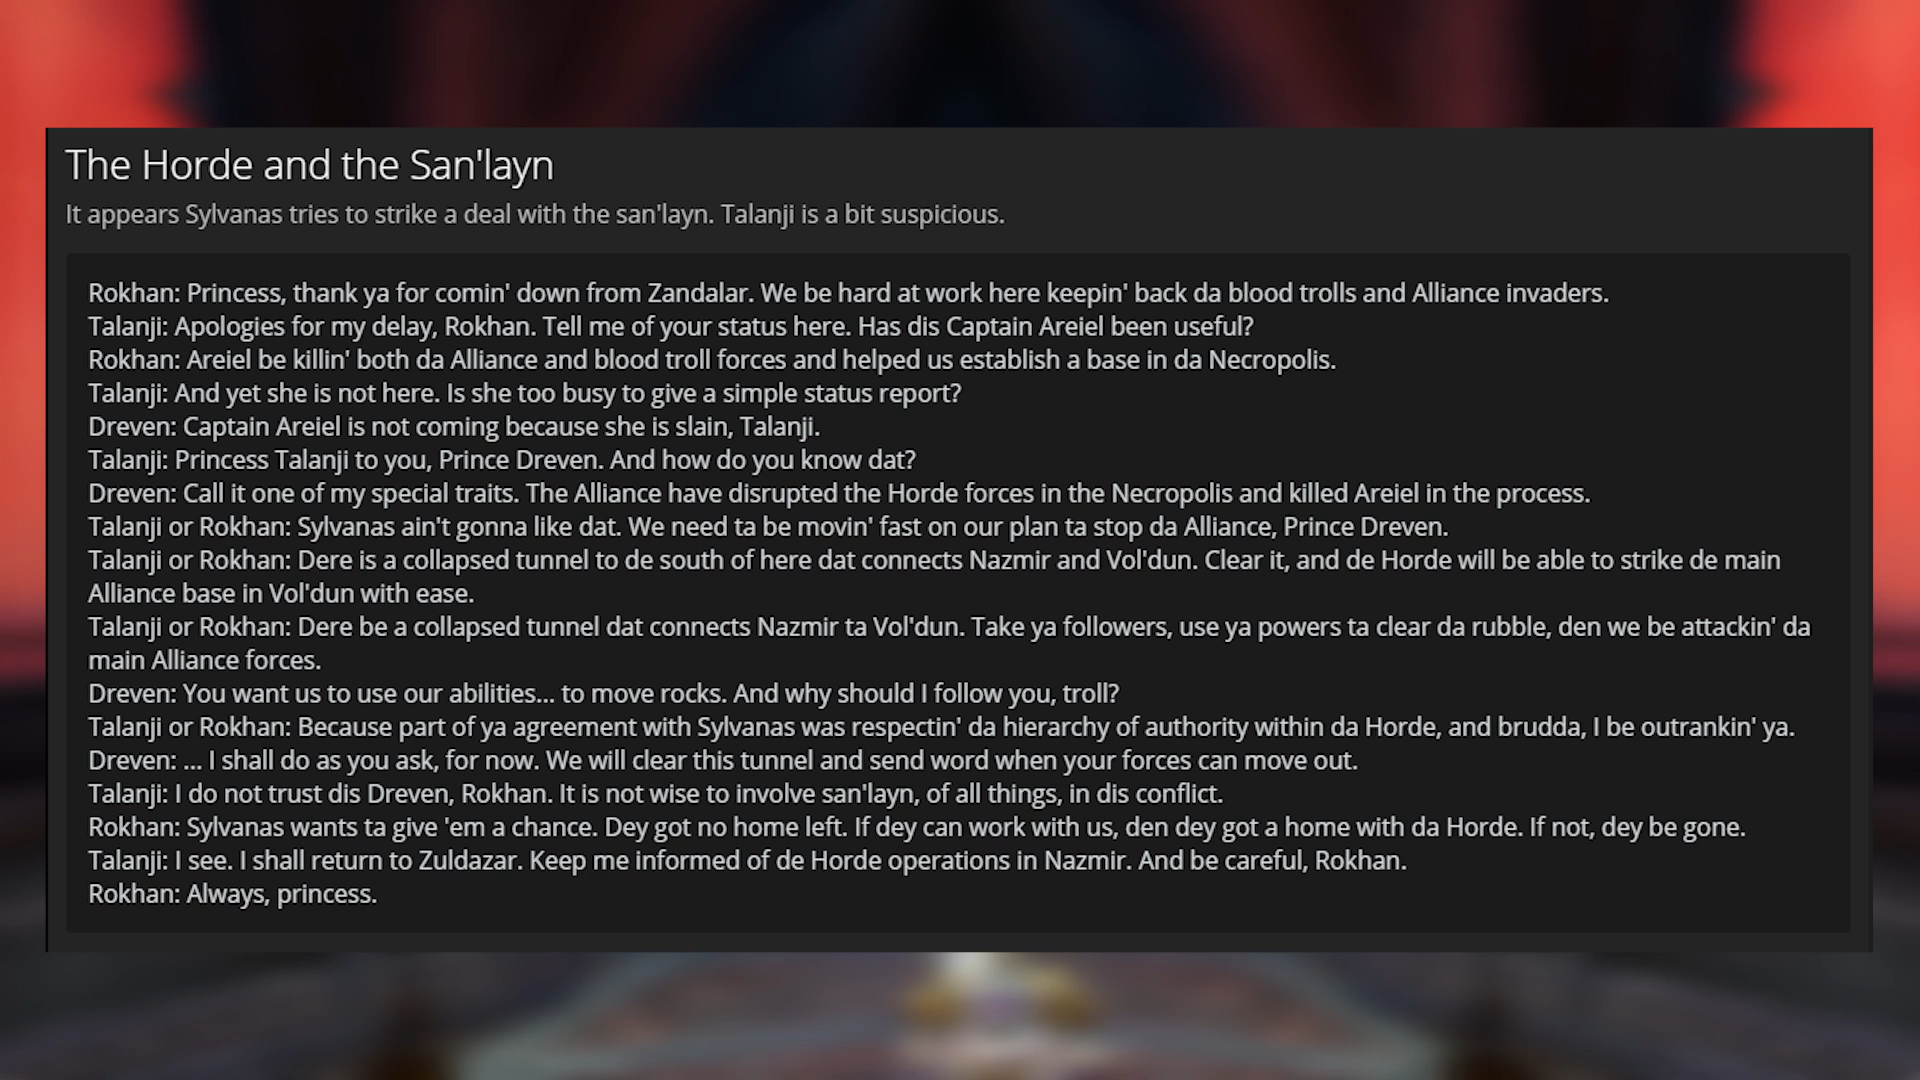 The Horde and the San'layn
It appears Sylvanas tries to strike a deal with the san'layn. Talanji is a bit suspicious.
Rokhan: Princess, thank ya for comin' down from Zandalar. We be hard at work here keepin' back da blood trolls and Alliance invaders.
Talanji: Apologies for my delay, Rokhan. Tell me of your status here. Has dis Captain Areiel been useful?
Rokhan: Areiel be killin' both da Alliance and blood troll forces and helped us establish a base in da Necropolis.
Talanji: And yet she is not here. Is she too busy to give a simple status report?
Dreven: Captain Areiel is not coming because she is slain, Talanji.
Talanji: Princess Talanji to you, Prince Dreven. And how do you know dat?
Dreven: Call it one of my special traits. The Alliance have disrupted the Horde forces in the Necropolis and killed Areiel in the process.
Talanji or Rokhan: Sylvanas ain't gonna like dat. We need ta be movin' fast on our plan ta stop da Alliance, Prince Dreven.
Talanji or Rokhan: Dere is a collapsed tunnel to de south of here dat connects Nazmir and Vol'dun. Clear it, and de Horde will be able to strike de main
Alliance base in Vol'dun with ease.
Talanji or Rokhan: Dere be a collapsed tunnel dat connects Nazmir ta Vol'dun. Take ya followers, use ya powers ta clear da rubble, den we be attackin' da
main Alliance forces.
Dreven: You want us to use our abilities... to move rocks. And why should I follow you, troll?
Talanji or Rokhan: Because part of ya agreement with Sylvanas was respectin' da hierarchy of authority within da Horde, and brudda, I be outrankin' ya.
Dreven: ... I shall do as you ask, for now. We will clear this tunnel and send word when your forces can move out.
Talanji: I do not trust dis Dreven, Rokhan. It is not wise to involve san'layn, of all things, in dis conflict.
Rokhan: Sylvanas wants ta give 'em a chance. Dey got no home left. If dey can work with us, den dey got a home with da Horde. If not, dey be gone.
Talanji: I see. I shall return to Zuldazar. Keep me informed of de Horde operations in Nazmir. And be careful, Rokhan.
Rokhan: Always, princess.